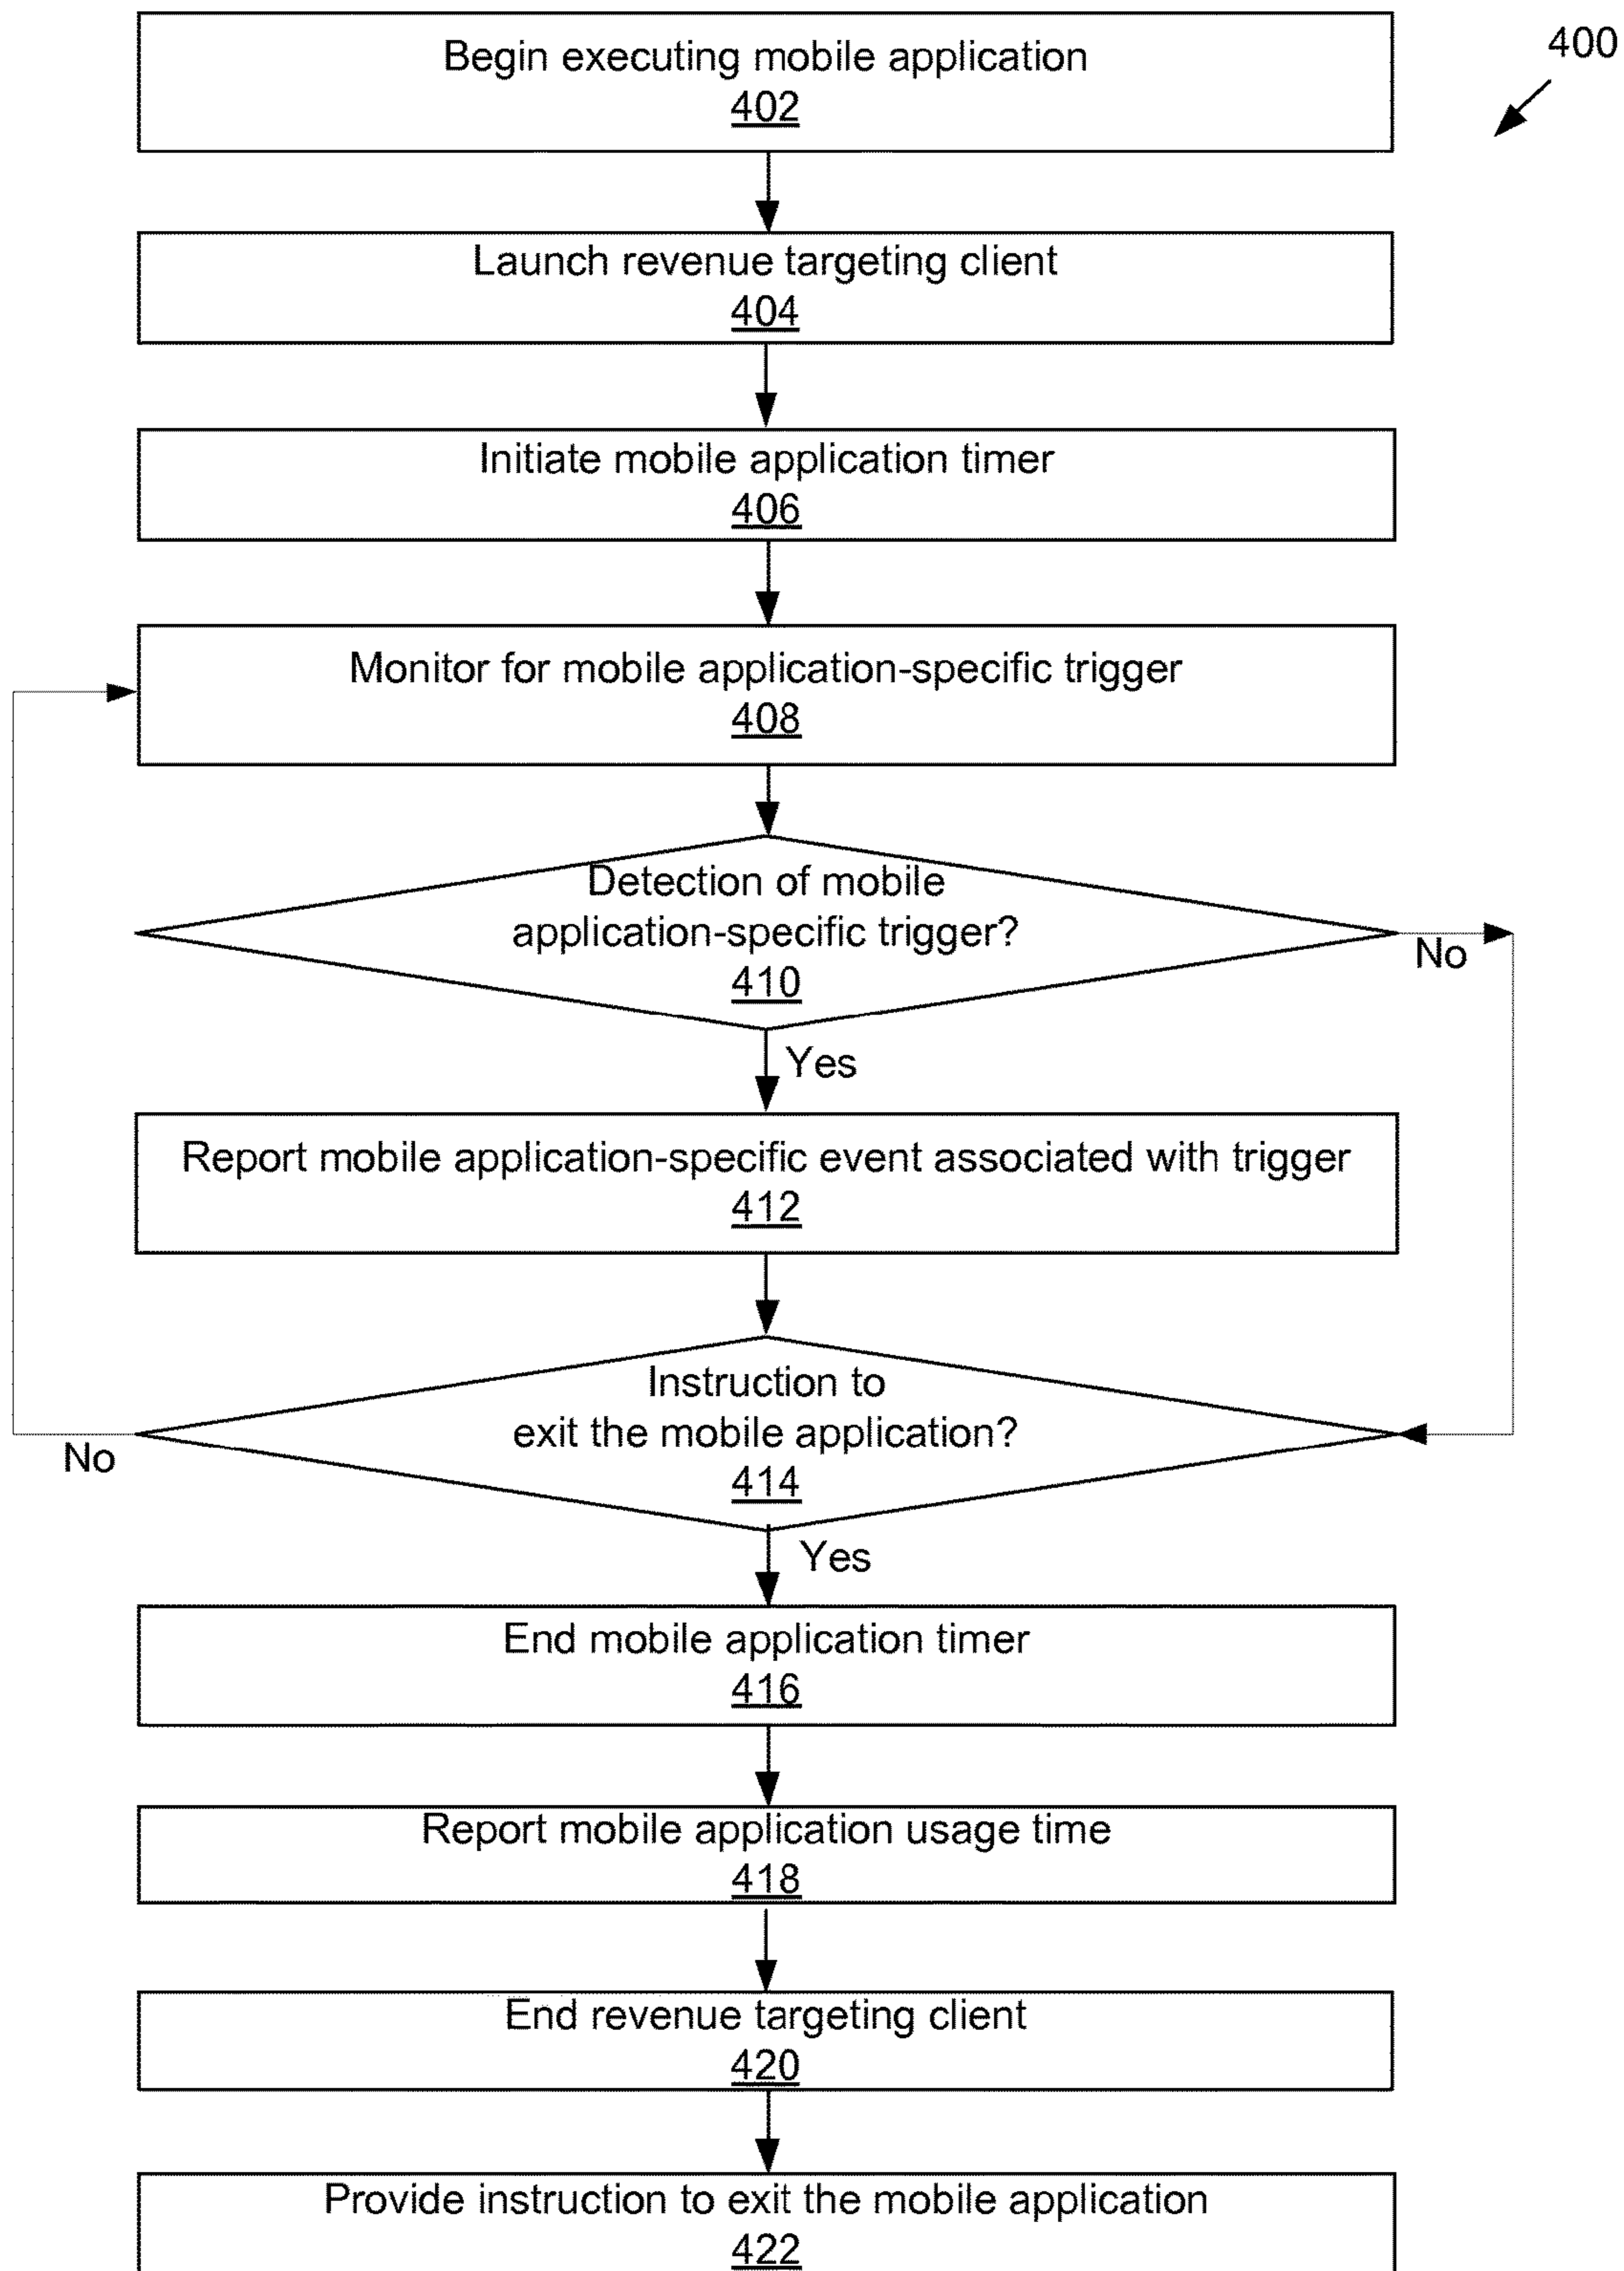 400
Begin executing mobile application
402
Launch revenue targeting client
404
Initiate mobile application timer
406
Monitor for mobile application-specific trigger
408
Detection of mobile
application-specific trigger?
410
No
Yes
Report mobile application-specific event associated with trigger
412
Instruction to
exit the mobile application?
414
No
Yes
End mobile application timer
416
Report mobile application usage time
418
End revenue targeting client
420
Provide instruction to exit the mobile application
422